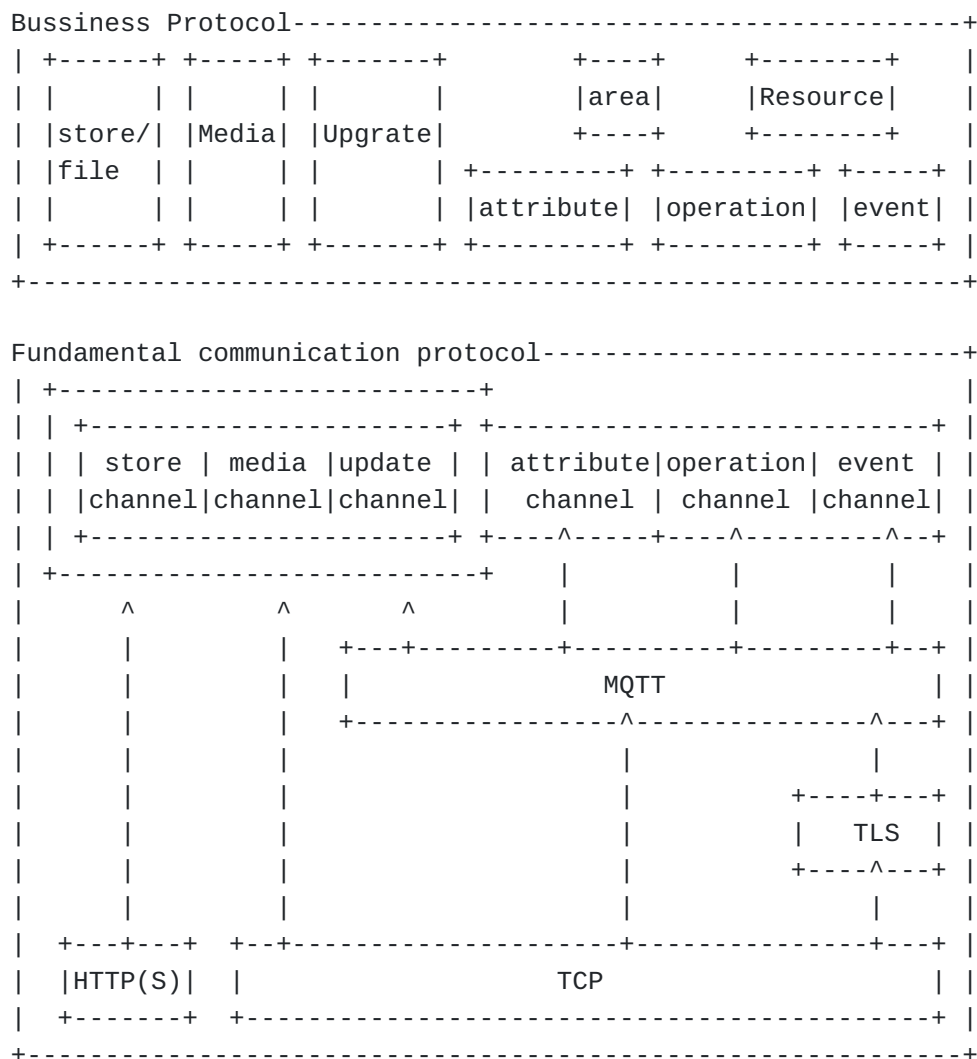 Bussiness Protocol
area Resource
store/ Media Upgrate
file
attribute operation event
Fundamental communication protocol
store media update attribute operation event
channel channel channel channel channel channel
MQTT
TLS
HTTP(S) TCP